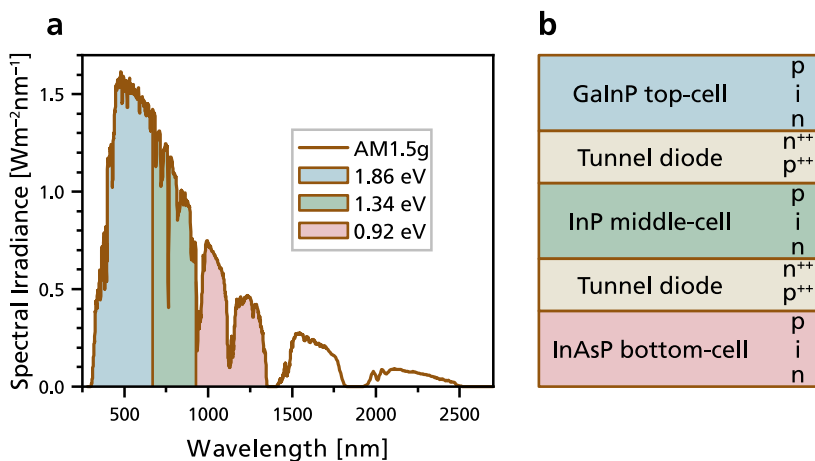 a
Spectral Irradiance [Wm⁻²nm⁻¹]
1.5
1.0
0.5
0.0
500
1000
1500
2000
2500
Wavelength [nm]
AM1.5g
1.86 eV
1.34 eV
0.92 eV
b
GaInP top-cell
p
i
n
Tunnel diode
n⁺⁺
p⁺⁺
InP middle-cell
p
i
n
Tunnel diode
n⁺⁺
p⁺⁺
InAsP bottom-cell
p
i
n